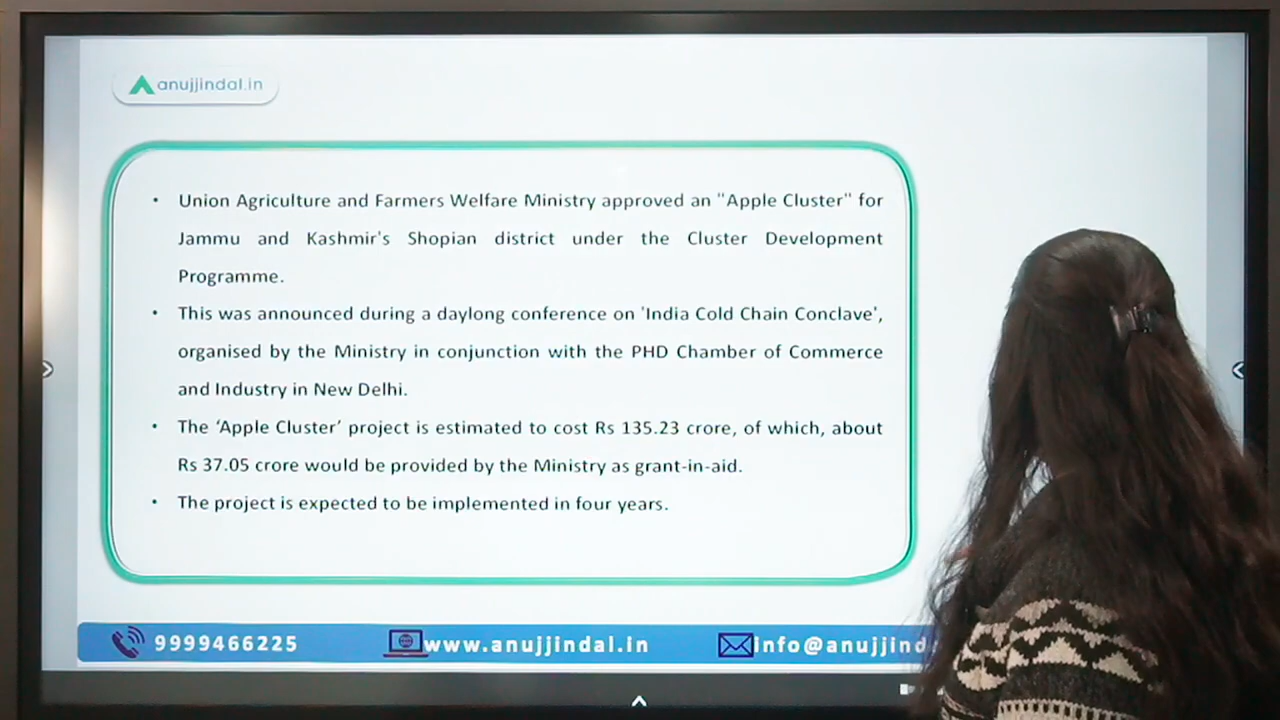 anujjindal.in
• Union Agriculture and Farmers Welfare Ministry approved an "Apple Cluster" for
Jammu and Kashmir's Shopian district under the Cluster Development
Programme.
• This was announced during a daylong conference on 'India Cold Chain Conclave',
organised by the Ministry in conjunction with the PHD Chamber of Commerce
and Industry in New Delhi.
• The ‘Apple Cluster’ project is estimated to cost Rs 135.23 crore, of which, about
Rs 37.05 crore would be provided by the Ministry as grant-in-aid.
• The project is expected to be implemented in four years.
9999466225 www.anujjindal.in info@anujjind